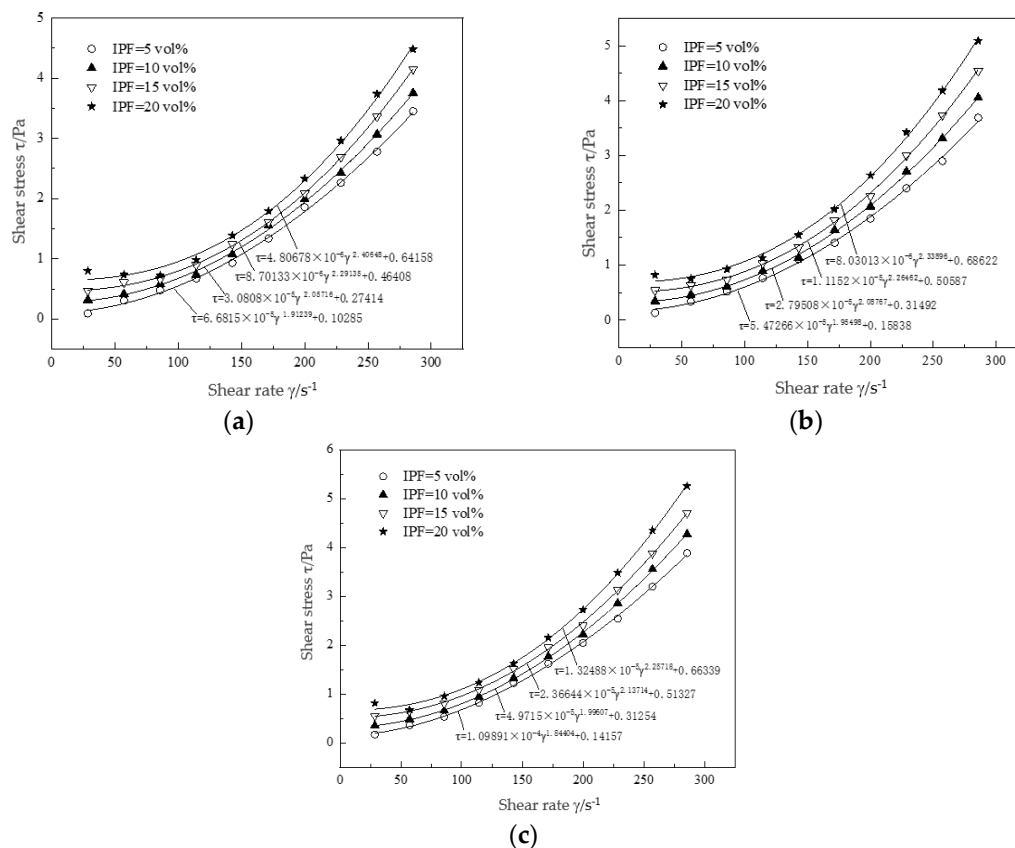 5
4
3
2
1
0
IPF=5 vol%
IPF=10 vol%
IPF=15 vol%
IPF=20 vol%
Shear stress τ/Pa
τ=4.80678×10⁻⁶γ^2.40648+0.64158
τ=8.70133×10⁻⁶γ^2.29138+0.46408
τ=3.0808×10⁻⁵γ^2.08716+0.27414
τ=6.6815×10⁻⁵γ^1.91239+0.10285
0 50 100 150 200 250 300
Shear rate γ/s⁻¹
(a)
6
5
4
3
2
1
0
IPF=5 vol%
IPF=10 vol%
IPF=15 vol%
IPF=20 vol%
Shear stress τ/Pa
τ=8.03013×10⁻⁶γ^2.33896+0.68622
τ=1.1152×10⁻⁵γ^2.26462+0.50587
τ=2.79508×10⁻⁵γ^2.08767+0.31492
τ=5.47266×10⁻⁵γ^1.95498+0.15838
0 50 100 150 200 250 300
Shear rate γ/s⁻¹
(b)
6
5
4
3
2
1
0
IPF=5 vol%
IPF=10 vol%
IPF=15 vol%
IPF=20 vol%
Shear stress τ/Pa
τ=1.32488×10⁻⁵γ^2.25718+0.66339
τ=2.36644×10⁻⁵γ^2.13714+0.51327
τ=4.9715×10⁻⁵γ^1.99607+0.31254
τ=1.09891×10⁻⁴γ^1.84404+0.14157
0 50 100 150 200 250 300
Shear rate γ/s⁻¹
(c)